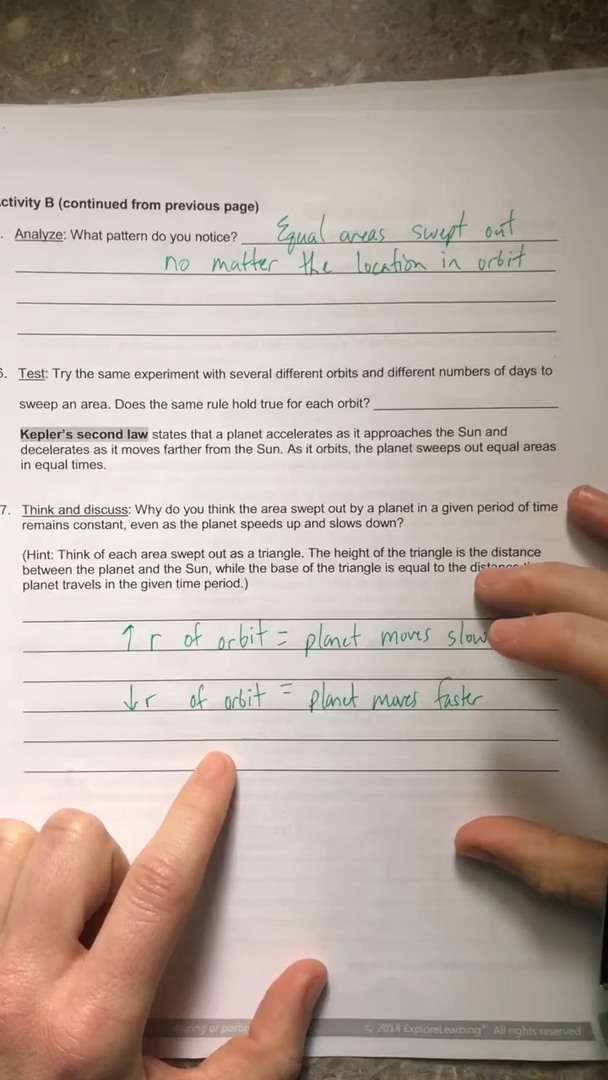 ctivity B (continued from previous page)
. Analyze: What pattern do you notice? Equal areas swept out
no matter the location in orbit
6. Test: Try the same experiment with several different orbits and different numbers of days to
sweep an area. Does the same rule hold true for each orbit?
Kepler's second law states that a planet accelerates as it approaches the Sun and
decelerates as it moves farther from the Sun. As it orbits, the planet sweeps out equal areas
in equal times.
7. Think and discuss: Why do you think the area swept out by a planet in a given period of time
remains constant, even as the planet speeds up and slows down?
(Hint: Think of each area swept out as a triangle. The height of the triangle is the distance
between the planet and the Sun, while the base of the triangle is equal to the
planet travels in the given time period.)
↑ r of orbit = planet moves slow
↓r of orbit = planet moves faster
© 2014 ExploreLearning® All rights reserved